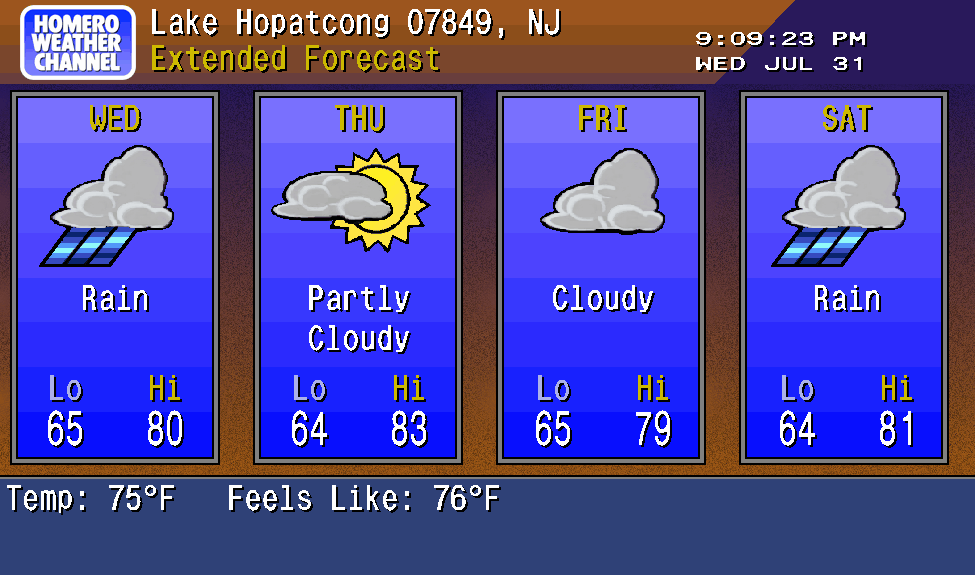 HOMERO
WEATHER
CHANNEL
Lake Hopatcong 07849, NJ
Extended Forecast
9:09:23 PM
WED JUL 31
WED
Rain
Lo Hi
65 80
THU
Partly
Cloudy
Lo Hi
64 83
FRI
Cloudy
Lo Hi
65 79
SAT
Rain
Lo Hi
64 81
Temp: 75°F Feels Like: 76°F